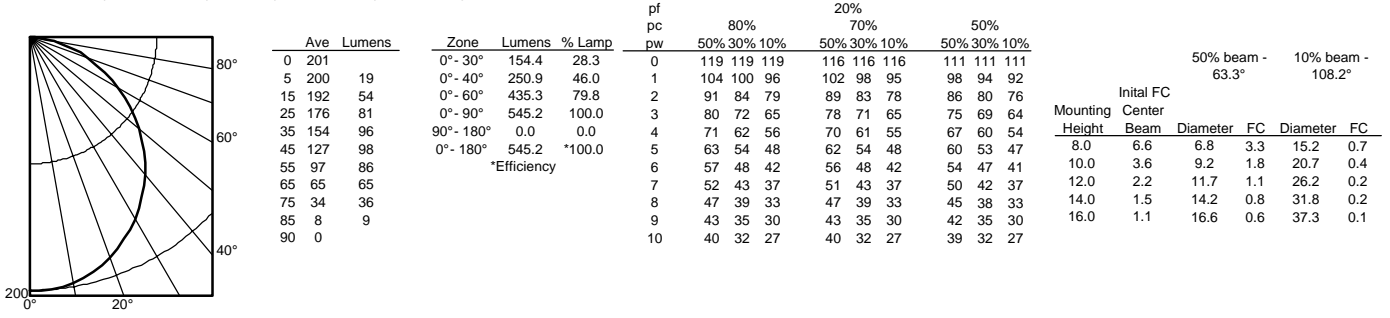 80°
60°
40°
200
0° 20°
Ave Lumens
0 201
5 200 19
15 192 54
25 176 81
35 154 96
45 127 98
55 97 86
65 65 65
75 34 36
85 8 9
90 0
Zone Lumens % Lamp
0° - 30° 154.4 28.3
0° - 40° 250.9 46.0
0° - 60° 435.3 79.8
0° - 90° 545.2 100.0
90° - 180° 0.0 0.0
0° - 180° 545.2 *100.0
*Efficiency
pf 20%
pc 80% 70% 50%
pw 50% 30% 10% 50% 30% 10% 50% 30% 10%
0 119 119 119 116 116 116 111 111 111
1 104 100 96 102 98 95 98 94 92
2 91 84 79 89 83 78 86 80 76
3 80 72 65 78 71 65 75 69 64
4 71 62 56 70 61 55 67 60 54
5 63 54 48 62 54 48 60 53 47
6 57 48 42 56 48 42 54 47 41
7 52 43 37 51 43 37 50 42 37
8 47 39 33 47 39 33 45 38 33
9 43 35 30 43 35 30 42 35 30
10 40 32 27 40 32 27 39 32 27
50% beam - 10% beam -
63.3° 108.2°
Inital FC
Mounting Center
Height Beam Diameter FC Diameter FC
8.0 6.6 6.8 3.3 15.2 0.7
10.0 3.6 9.2 1.8 20.7 0.4
12.0 2.2 11.7 1.1 26.2 0.2
14.0 1.5 14.2 0.8 31.8 0.2
16.0 1.1 16.6 0.6 37.3 0.1